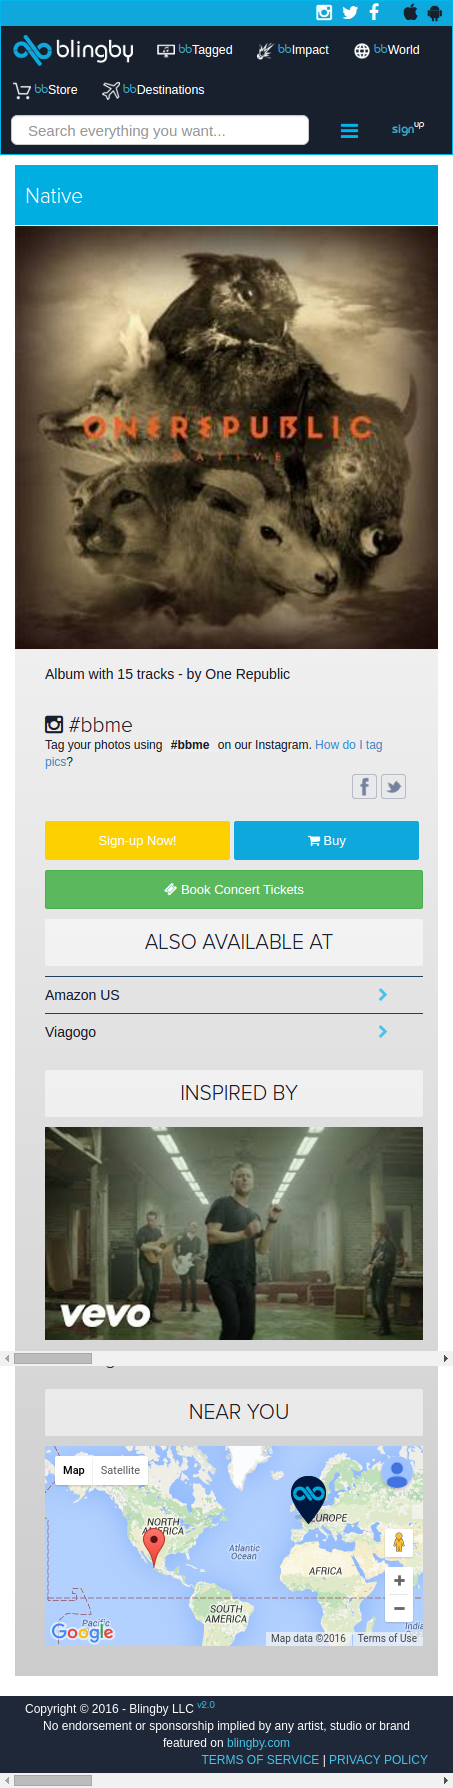 blingby
bbTagged
bbImpact
bbWorld
bbStore
bbDestinations
Search everything you want...
signup
Native
ONEREPUBLIC
NATIVE
Album with 15 tracks - by One Republic
#bbme
Tag your photos using #bbme on our Instagram. How do I tag
pics?
Sign-up Now!
Buy
Book Concert Tickets
ALSO AVAILABLE AT
Amazon US
Viagogo
INSPIRED BY
vevo
NEAR YOU
Map
Satellite
NORTH
AMERICA
EUROPE
Atlantic
Ocean
AFRICA
SOUTH
AMERICA
Pacific
India
Google
Map data ©2016
Terms of Use
Copyright © 2016 - Blingby LLC v2.0
No endorsement or sponsorship implied by any artist, studio or brand
featured on blingby.com
TERMS OF SERVICE | PRIVACY POLICY